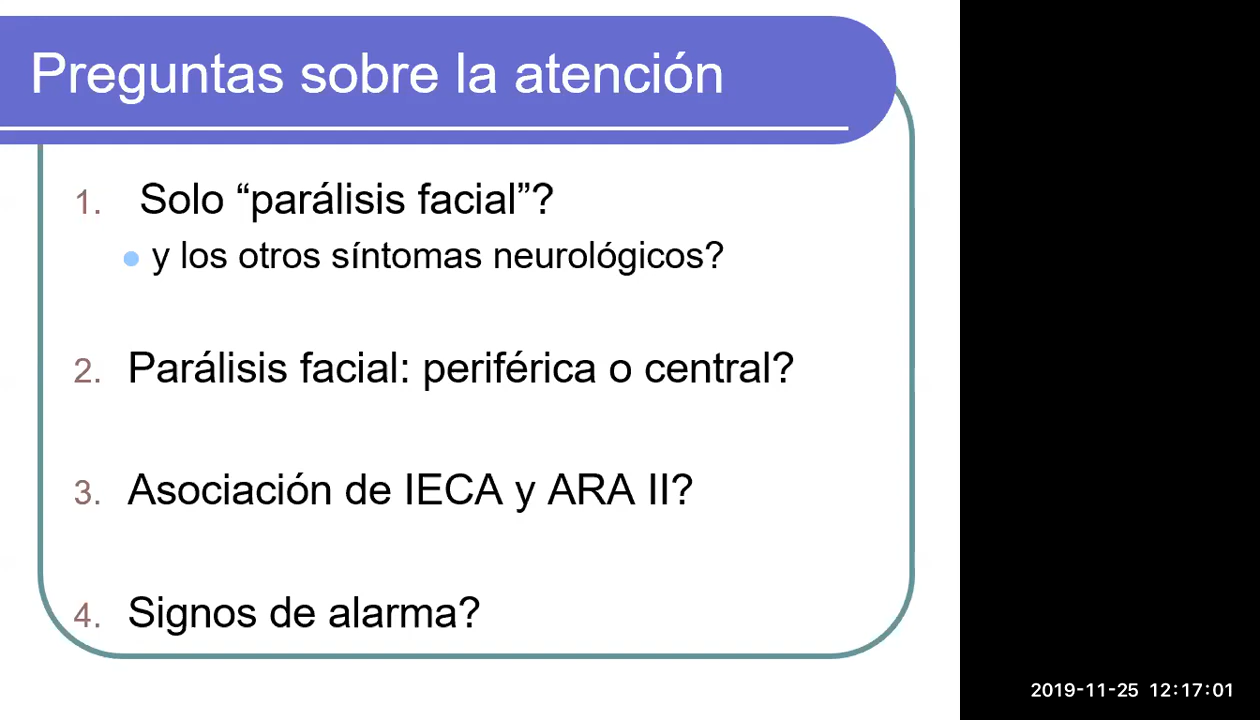 Preguntas sobre la atención
1. Solo “parálisis facial”?
y los otros síntomas neurológicos?
2. Parálisis facial: periférica o central?
3. Asociación de IECA y ARA II?
4. Signos de alarma?
2019-11-25 12:17:01